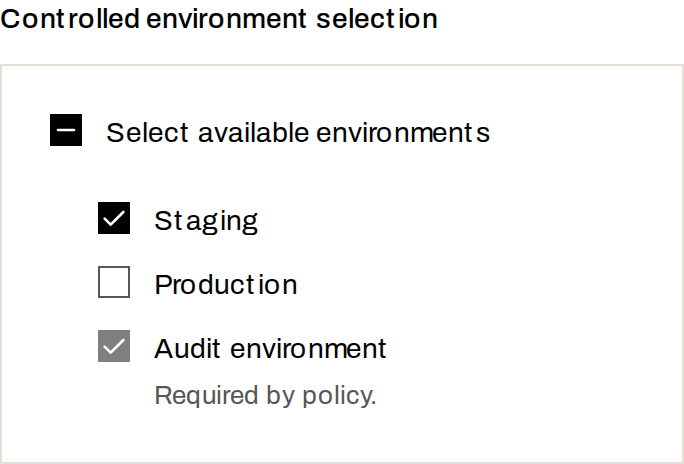 Controlled environment selection
Select available environments
Staging
Production
Audit environment
Required by policy.